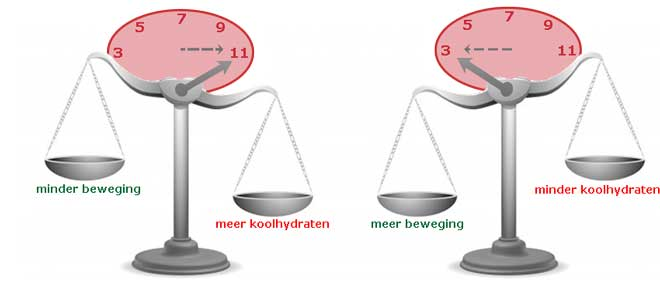 3 5 7 9 11
minder beweging
meer koolhydraten
3 5 7 9 11
meer beweging
minder koolhydraten